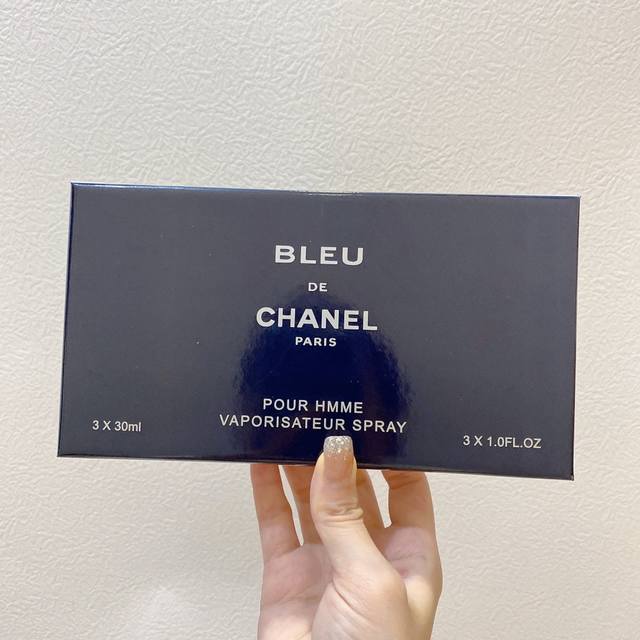 BLEU
DE
CHANEL
PARIS
POUR HMME
VAPORISATEUR SPRAY
3 X 30ml
3 X 1.0FL.OZ